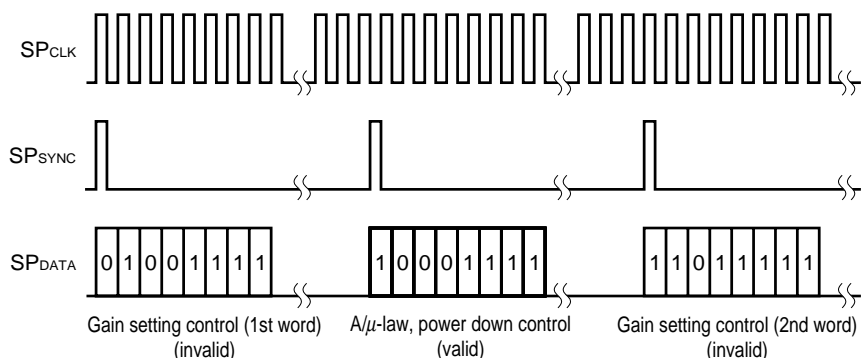 SPCLK
SPSYNC
SPDATA
0 1 0 0 1 1 1 1
1 0 0 0 1 1 1 1
1 1 0 1 1 1 1 1
Gain setting control (1st word)
(invalid)
A/μ-law, power down control
(valid)
Gain setting control (2nd word)
(invalid)